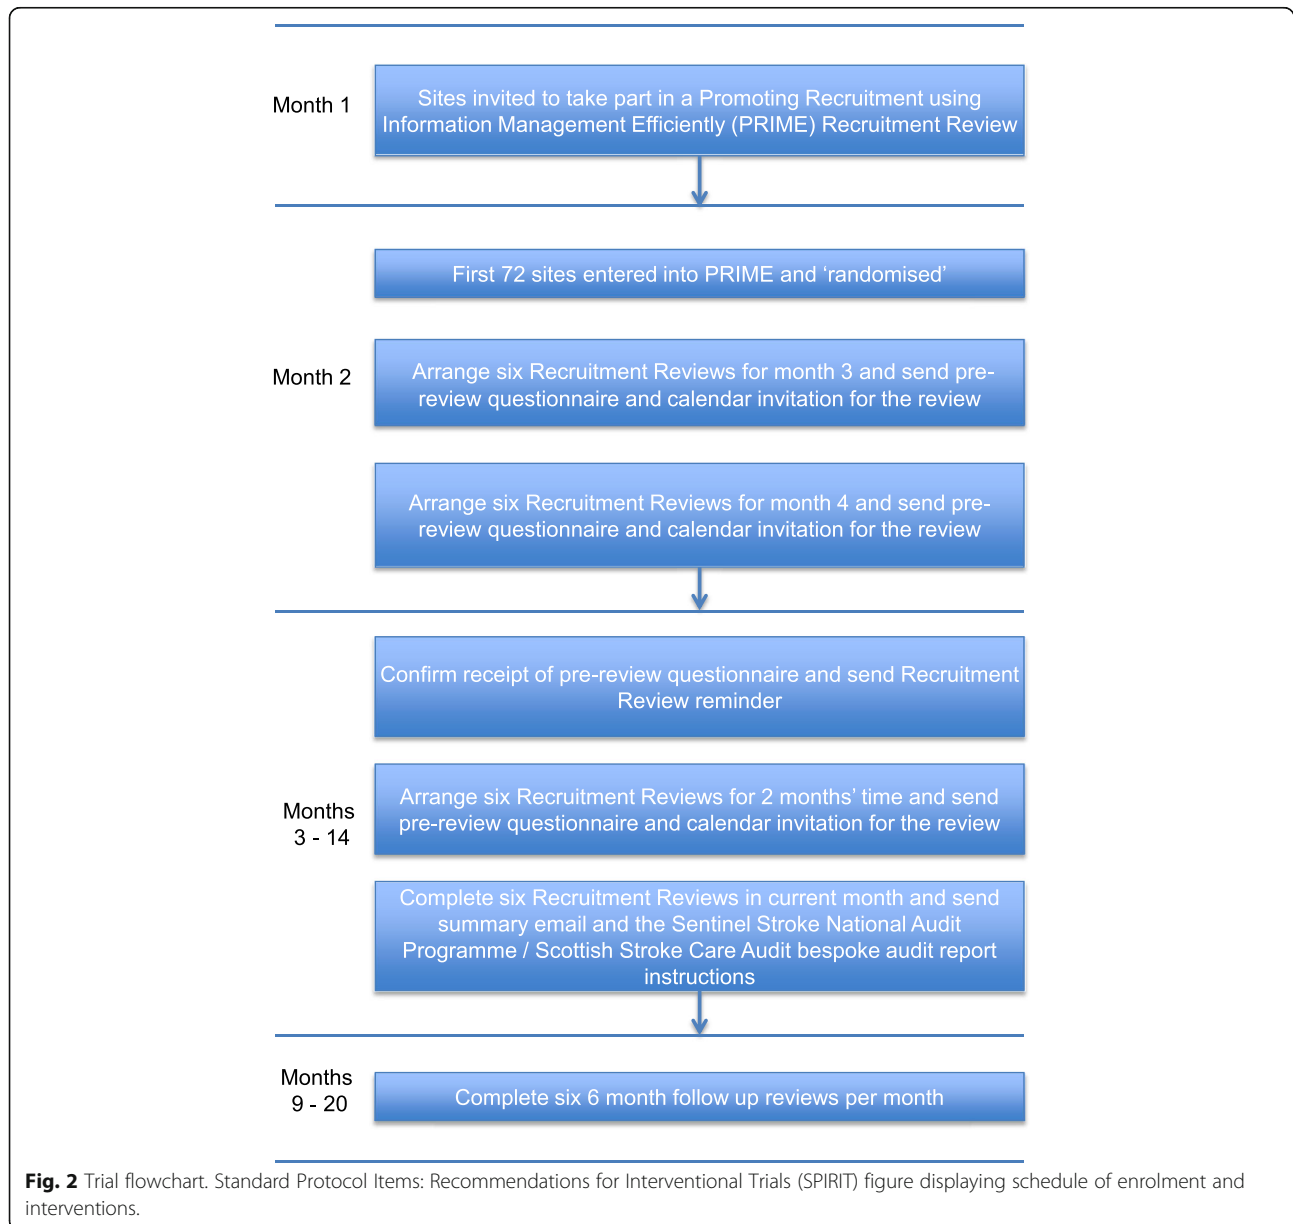 Month 1
Sites invited to take part in a Promoting Recruitment using
Information Management Efficiently (PRIME) Recruitment Review
First 72 sites entered into PRIME and ‘randomised’
Month 2
Arrange six Recruitment Reviews for month 3 and send pre-
review questionnaire and calendar invitation for the review
Arrange six Recruitment Reviews for month 4 and send pre-
review questionnaire and calendar invitation for the review
Confirm receipt of pre-review questionnaire and send Recruitment
Review reminder
Months
3 - 14
Arrange six Recruitment Reviews for 2 months’ time and send
pre-review questionnaire and calendar invitation for the review
Complete six Recruitment Reviews in current month and send
summary email and the Sentinel Stroke National Audit
Programme / Scottish Stroke Care Audit bespoke audit report
instructions
Months
9 - 20
Complete six 6 month follow up reviews per month
Fig. 2 Trial flowchart. Standard Protocol Items: Recommendations for Interventional Trials (SPIRIT) figure displaying schedule of enrolment and
interventions.